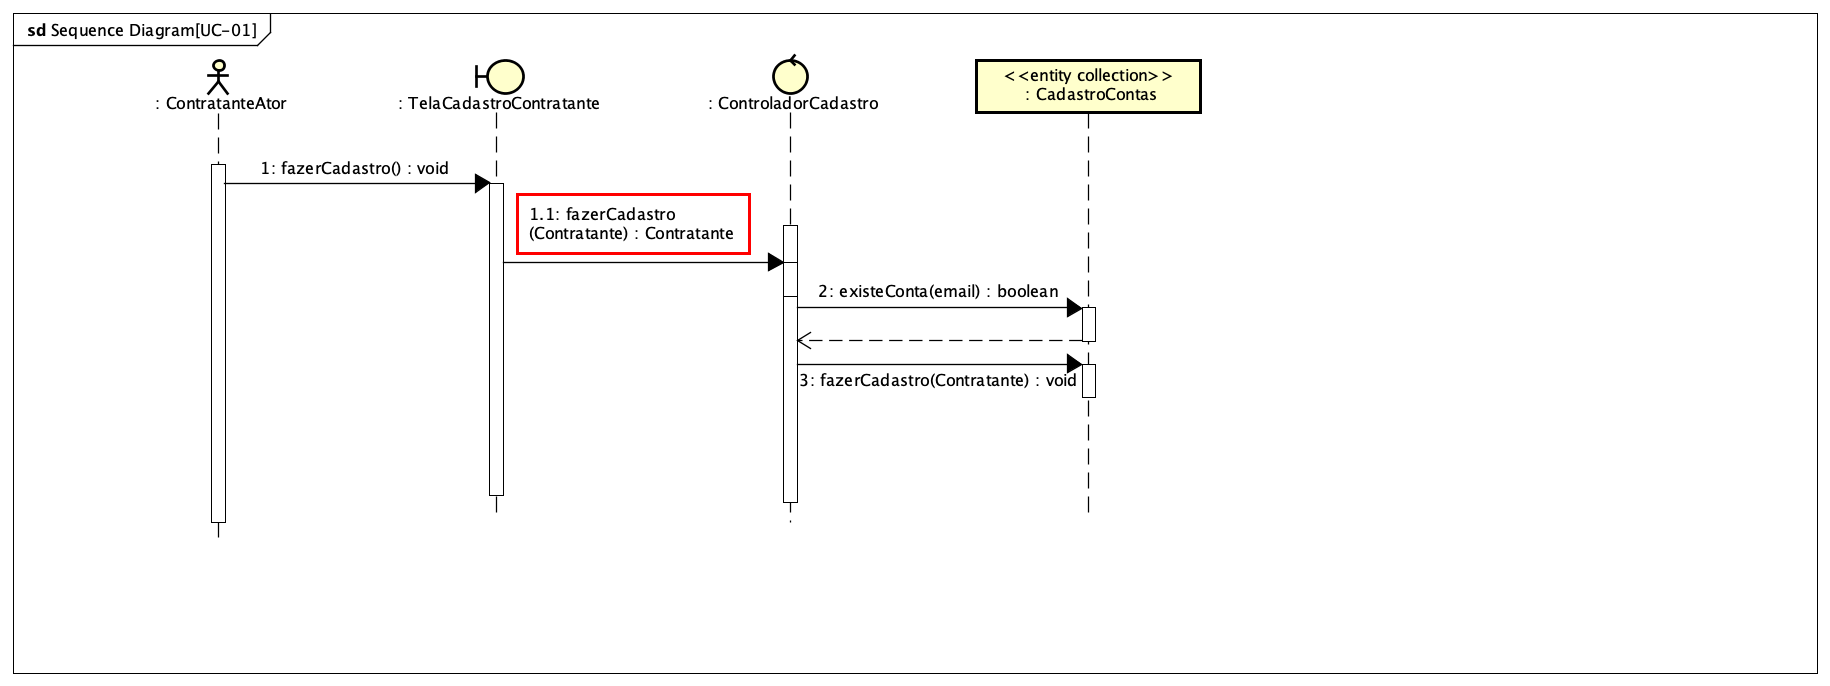 sd Sequence Diagram[UC-01]
: ContratanteAtor
: TelaCadastroContratante
: ControladorCadastro
<<entity collection>>
: CadastroContas
1: fazerCadastro() : void
1.1: fazerCadastro
(Contratante) : Contratante
2: existeConta(email) : boolean
3: fazerCadastro(Contratante) : void